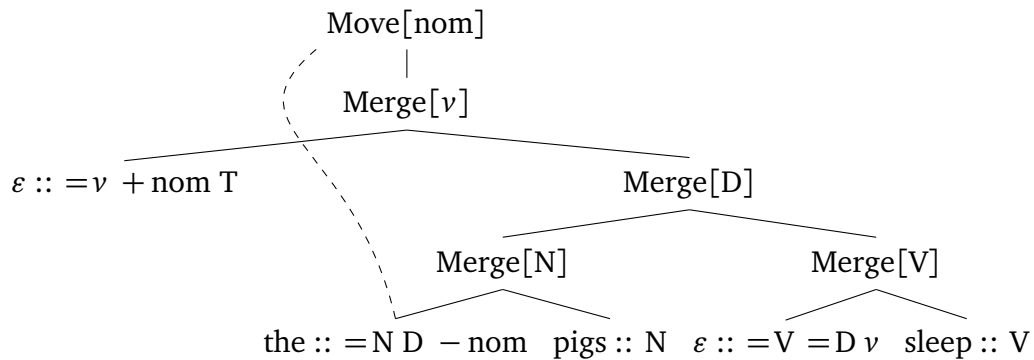 Move[nom]
Merge[v]
ε :: =v +nom T Merge[D]
Merge[N] Merge[V]
the :: =N D −nom pigs :: N ε :: =V =D v sleep :: V